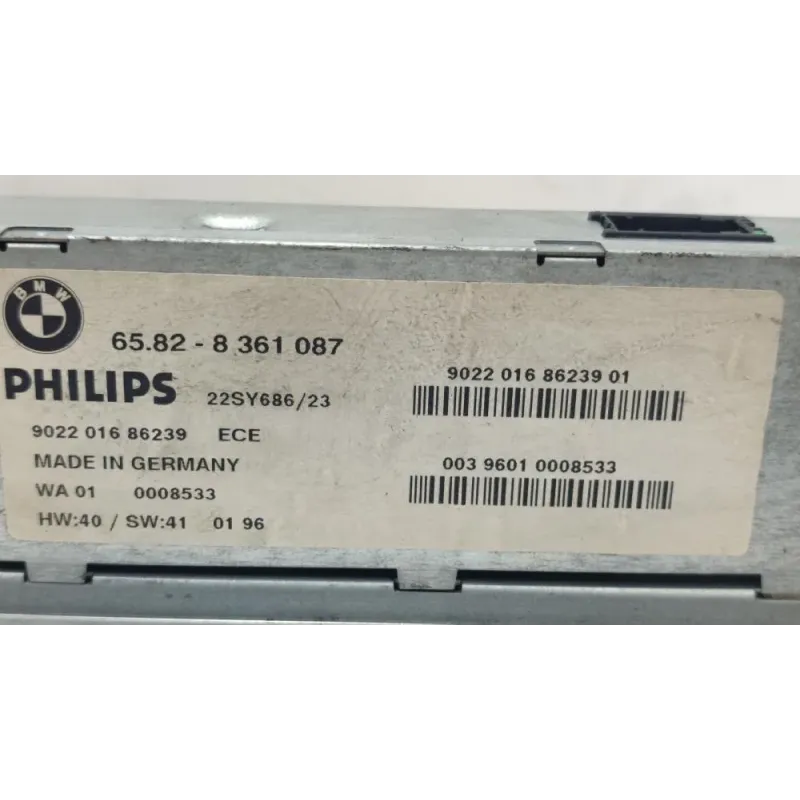 BMW
65.82 - 8 361 087
PHILIPS 22SY686/23
9022 016 86239 ECE
MADE IN GERMANY
WA 01 0008533
HW:40 / SW:41 01 96
9022 016 86239 01
003 9601 0008533